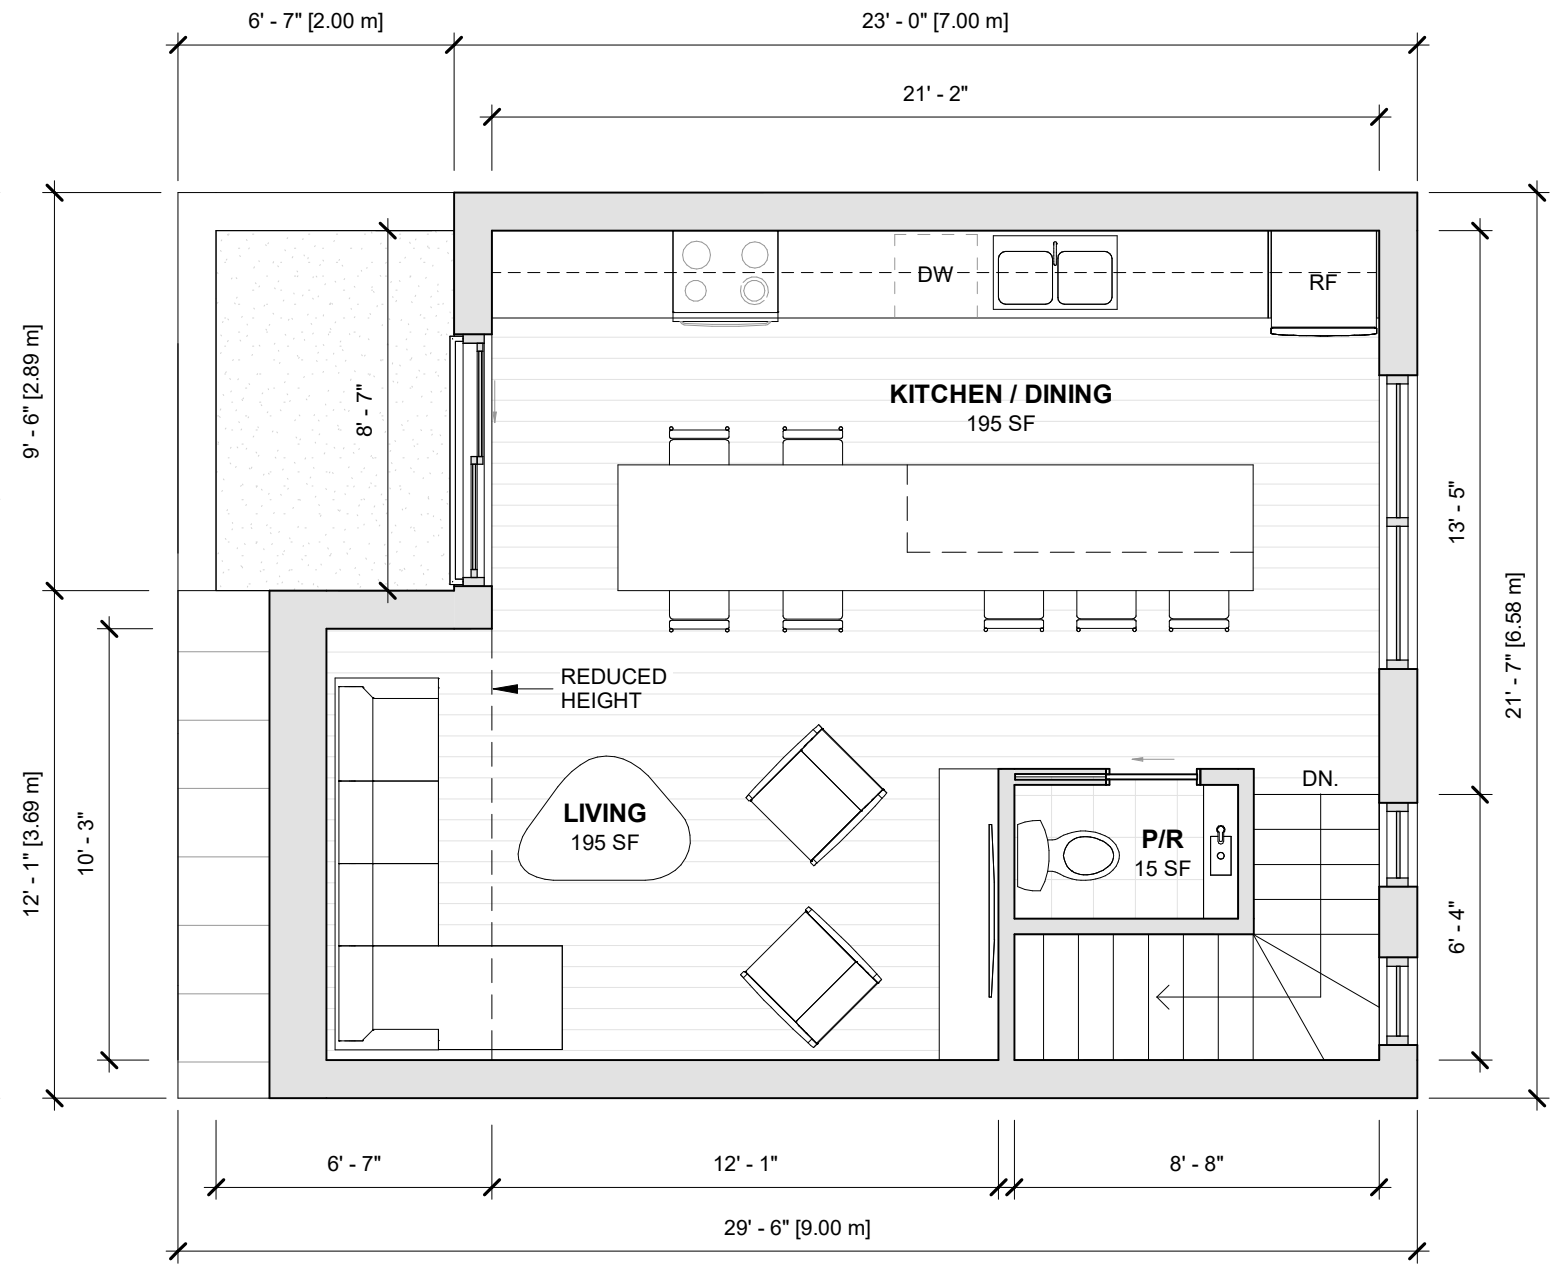 6' - 7" [2.00 m]
23' - 0" [7.00 m]
21' - 2"
9' - 6" [2.89 m]
8' - 7"
DW
RF
KITCHEN / DINING
195 SF
13' - 5"
21' - 7" [6.58 m]
REDUCED
HEIGHT
12' - 1" [3.69 m]
10' - 3"
LIVING
195 SF
DN.
P/R
15 SF
6' - 4"
6' - 7"
12' - 1"
8' - 8"
29' - 6" [9.00 m]